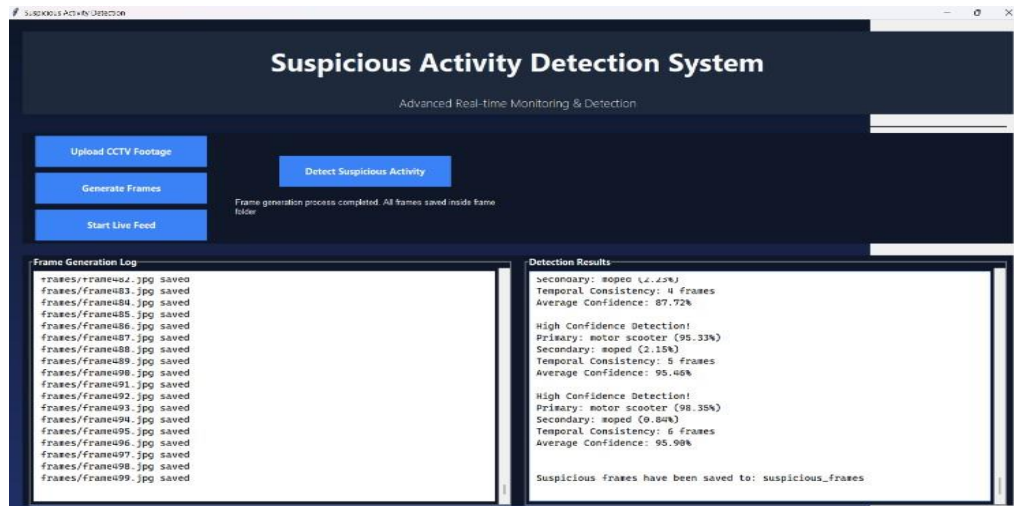 Suspicious Activity Detection
Suspicious Activity Detection System
Advanced Real-time Monitoring & Detection
Upload CCTV Footage
Generate Frames
Start Live Feed
Detect Suspicious Activity
Frame generation process completed. All frames saved inside frame
folder
Frame Generation Log
frames/frame482.jpg saved
frames/frame483.jpg saved
frames/frame484.jpg saved
frames/frame485.jpg saved
frames/frame486.jpg saved
frames/frame487.jpg saved
frames/frame488.jpg saved
frames/frame489.jpg saved
frames/frame490.jpg saved
frames/frame491.jpg saved
frames/frame492.jpg saved
frames/frame493.jpg saved
frames/frame494.jpg saved
frames/frame495.jpg saved
frames/frame496.jpg saved
frames/frame497.jpg saved
frames/frame498.jpg saved
frames/frame499.jpg saved
Detection Results
Secondary: moped (2.23%)
Temporal Consistency: 4 frames
Average Confidence: 87.72%
High Confidence Detection!
Primary: motor scooter (95.33%)
Secondary: moped (2.15%)
Temporal Consistency: 5 frames
Average Confidence: 95.46%
High Confidence Detection!
Primary: motor scooter (98.35%)
Secondary: moped (0.84%)
Temporal Consistency: 6 frames
Average Confidence: 95.90%
Suspicious frames have been saved to: suspicious_frames